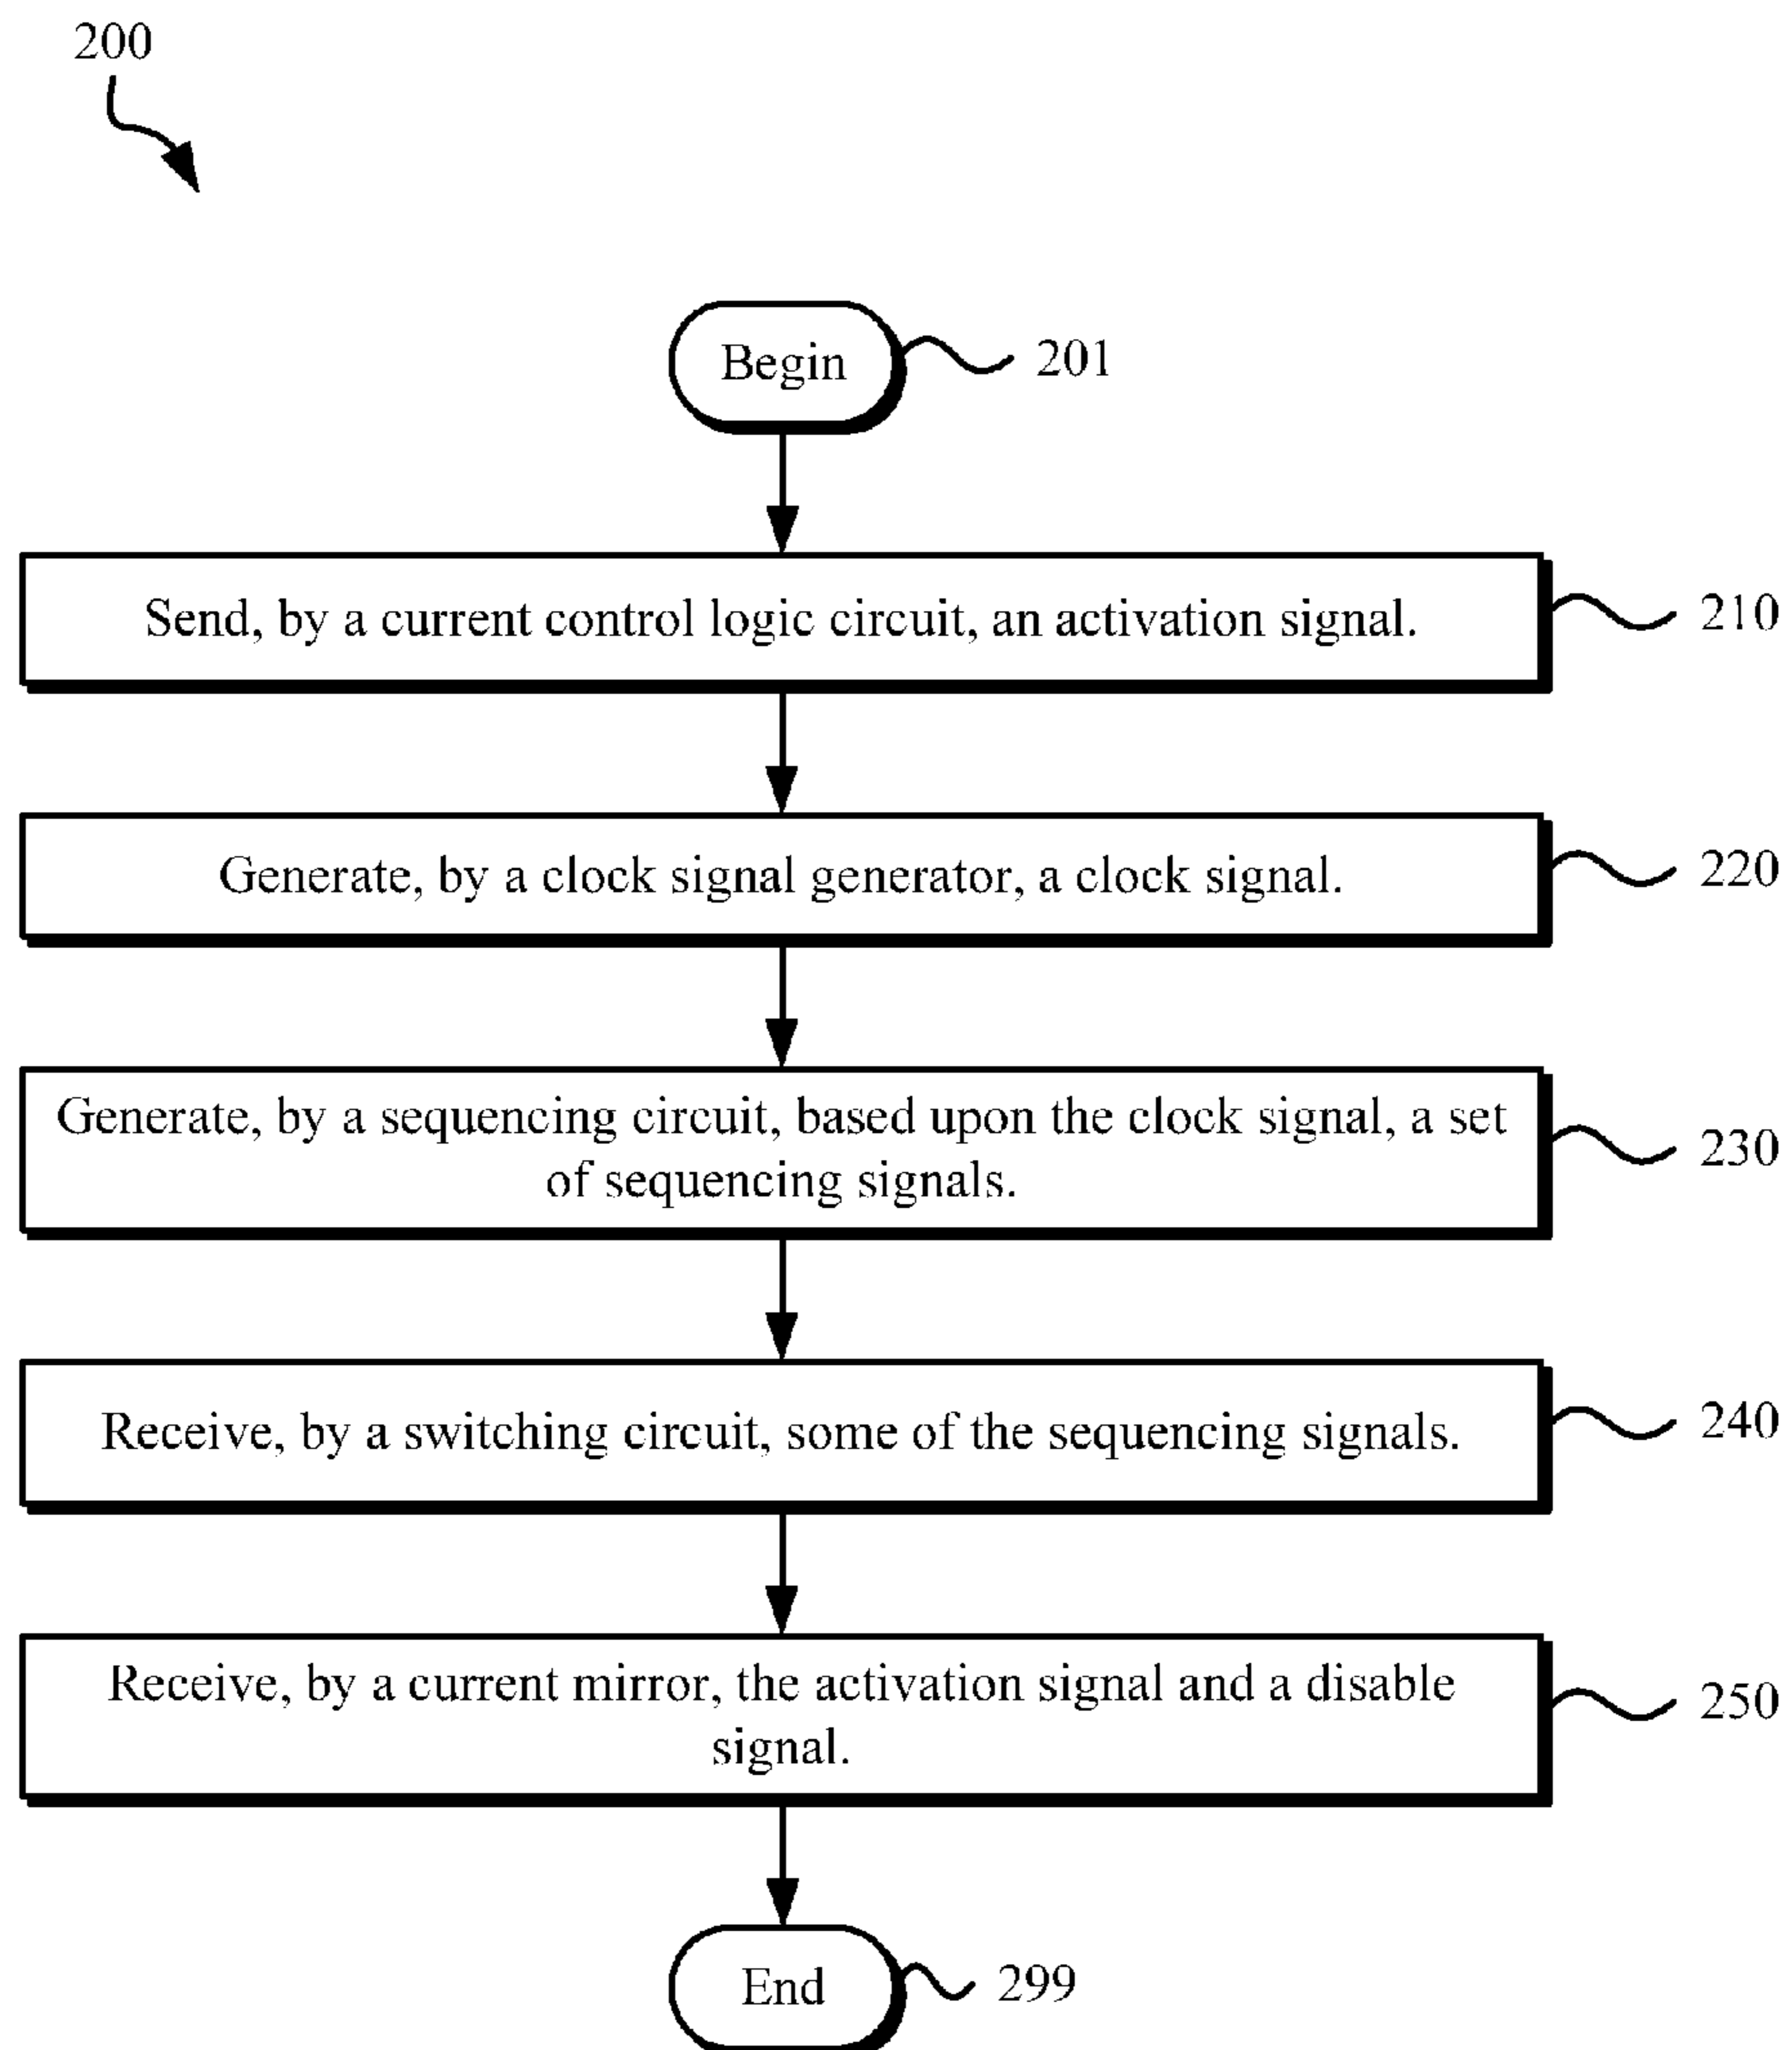 200
Begin
201
Send, by a current control logic circuit, an activation signal.
210
Generate, by a clock signal generator, a clock signal.
220
Generate, by a sequencing circuit, based upon the clock signal, a set
of sequencing signals.
230
Receive, by a switching circuit, some of the sequencing signals.
240
Receive, by a current mirror, the activation signal and a disable
signal.
250
End
299